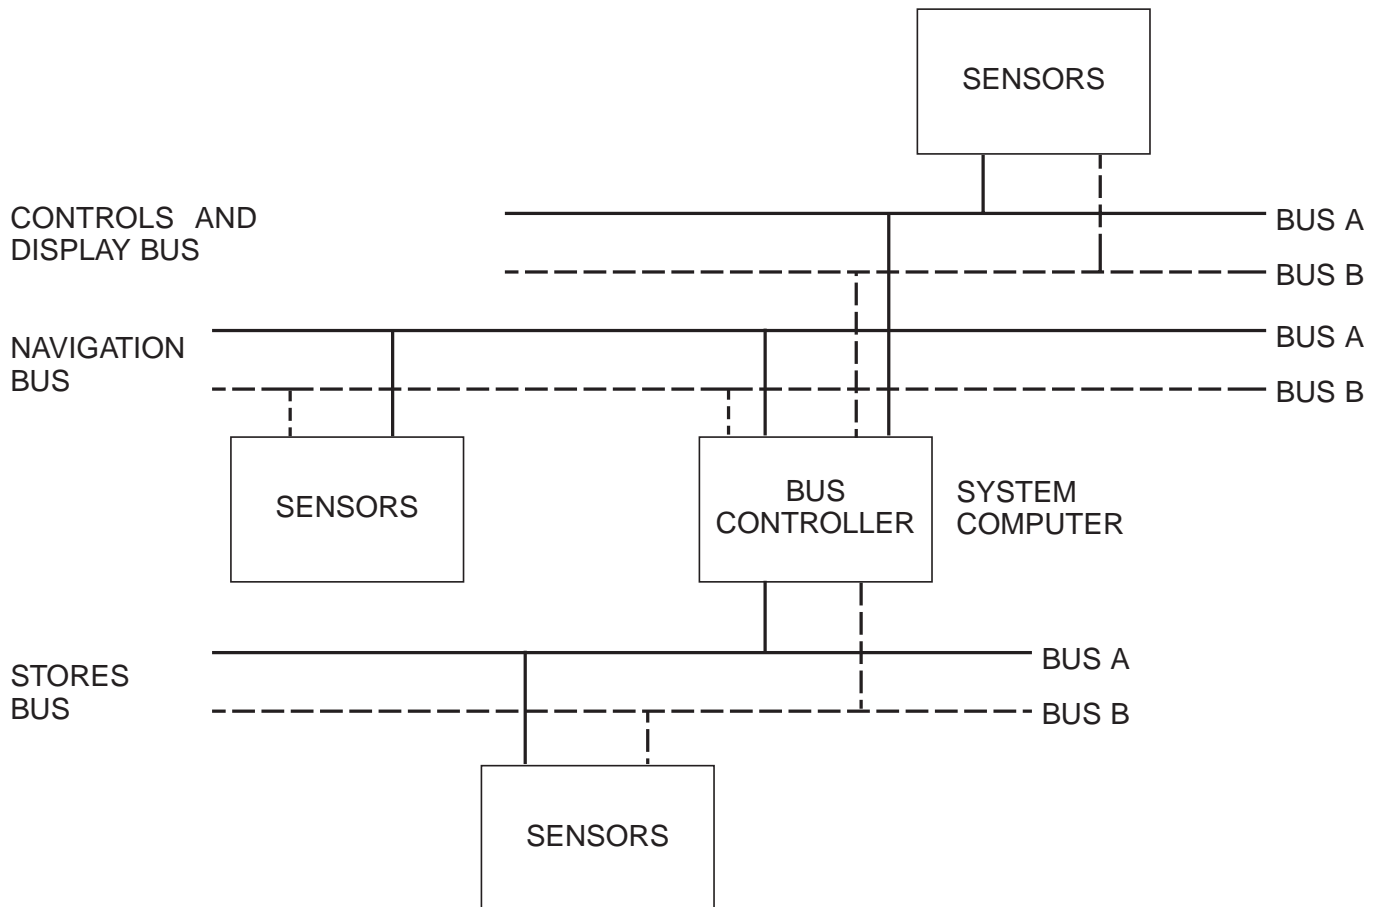 SENSORS
CONTROLS AND
DISPLAY BUS
BUS A
BUS B
NAVIGATION
BUS
BUS A
BUS B
SENSORS
BUS
CONTROLLER
SYSTEM
COMPUTER
STORES
BUS
BUS A
BUS B
SENSORS